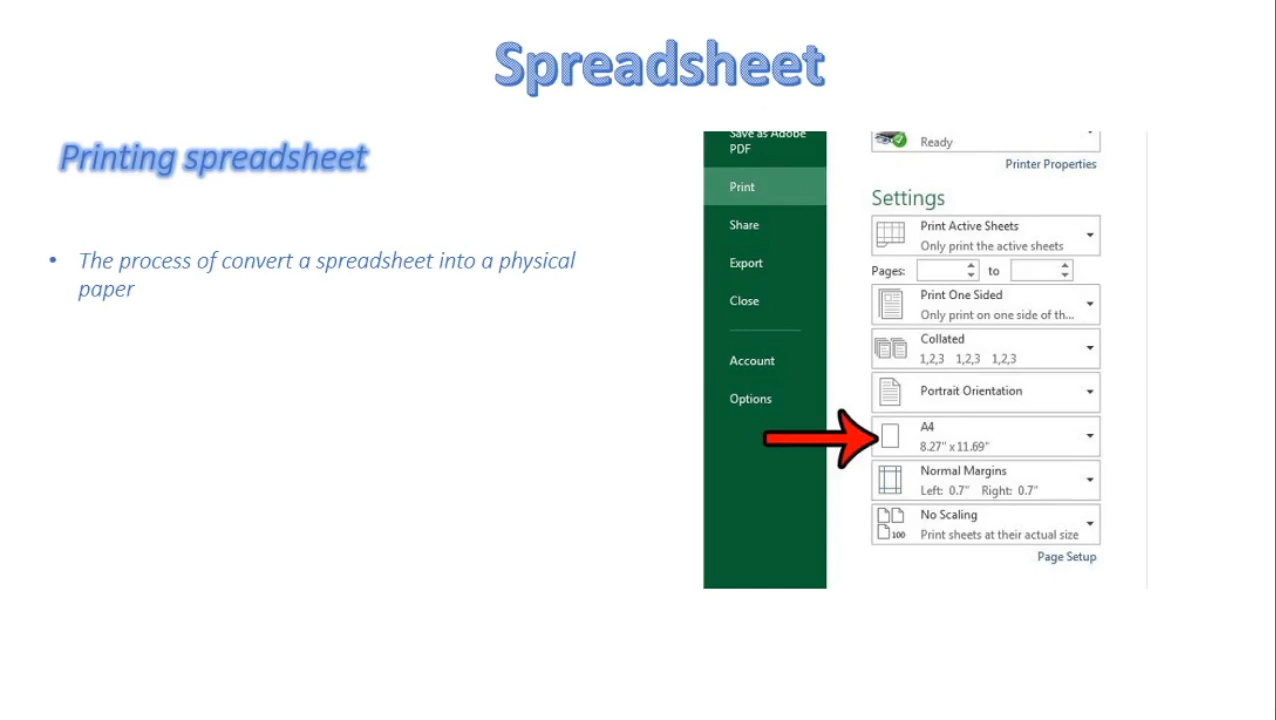 Spreadsheet
Printing spreadsheet
• The process of convert a spreadsheet into a physical
paper
Save as Adobe
PDF
Print
Share
Export
Close
Account
Options
Ready
Printer Properties
Settings
Print Active Sheets
Only print the active sheets
Pages: to
Print One Sided
Only print on one side of th...
Collated
1,2,3 1,2,3 1,2,3
Portrait Orientation
A4
8.27" x 11.69"
Normal Margins
Left: 0.7" Right: 0.7"
No Scaling
100 Print sheets at their actual size
Page Setup